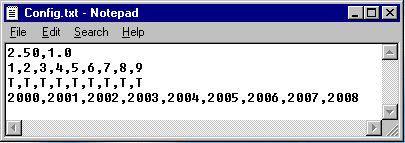 Config.txt - Notepad
File Edit Search Help
2.50,1.0
1,2,3,4,5,6,7,8,9
T,T,T,T,T,T,T,T,T
2000,2001,2002,2003,2004,2005,2006,2007,2008